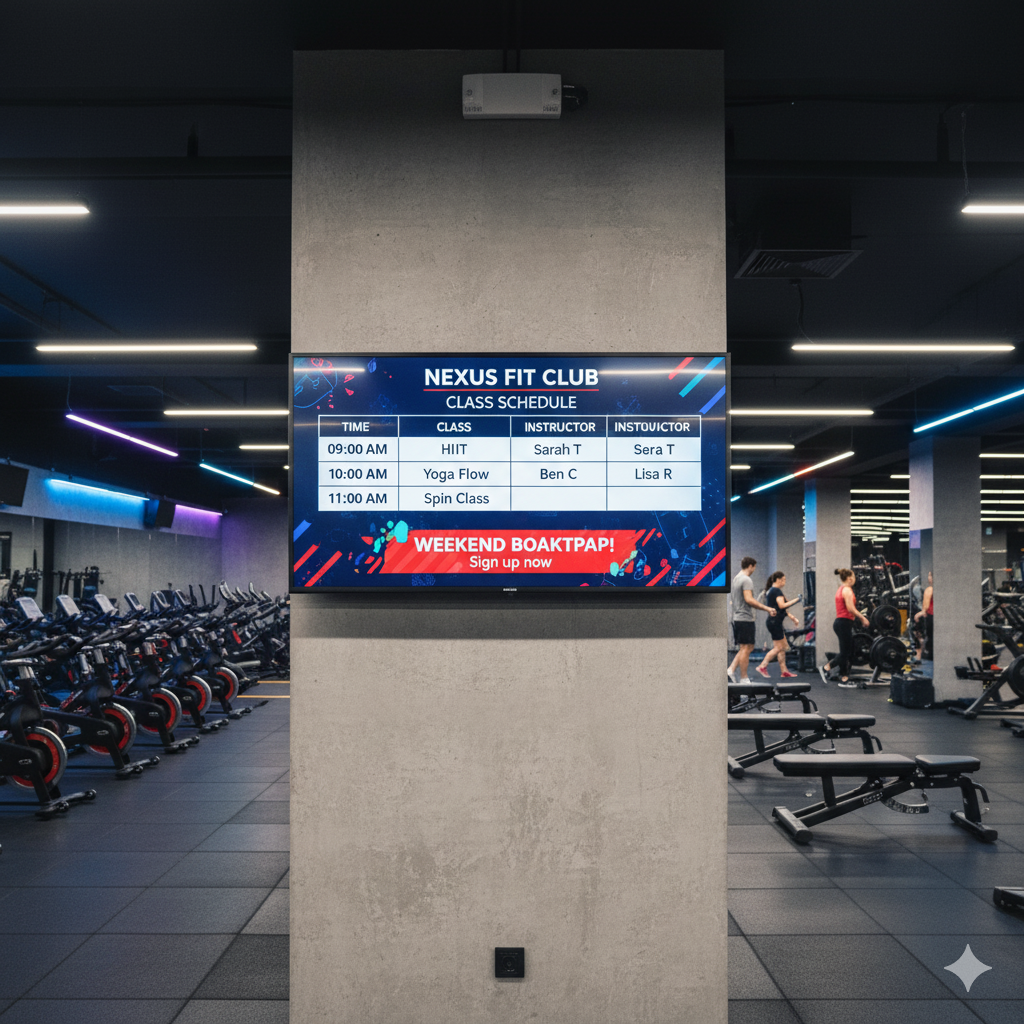 NEXUS FIT CLUB
CLASS SCHEDULE
TIME CLASS INSTRUCTOR INSTOUICTOR
09:00 AM HIIT Sarah T Sera T
10:00 AM Yoga Flow Ben C Lisa R
11:00 AM Spin Class
WEEKEND BOAKTPAP!
Sign up now